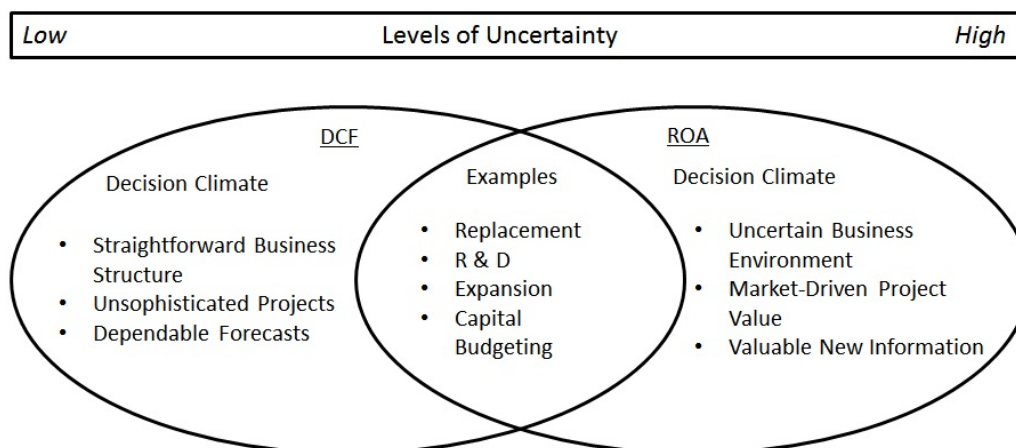 Low Levels of Uncertainty High
DCF
Decision Climate
• Straightforward Business
Structure
• Unsophisticated Projects
• Dependable Forecasts
Examples
• Replacement
• R & D
• Expansion
• Capital
Budgeting
ROA
Decision Climate
• Uncertain Business
Environment
• Market-Driven Project
Value
• Valuable New Information